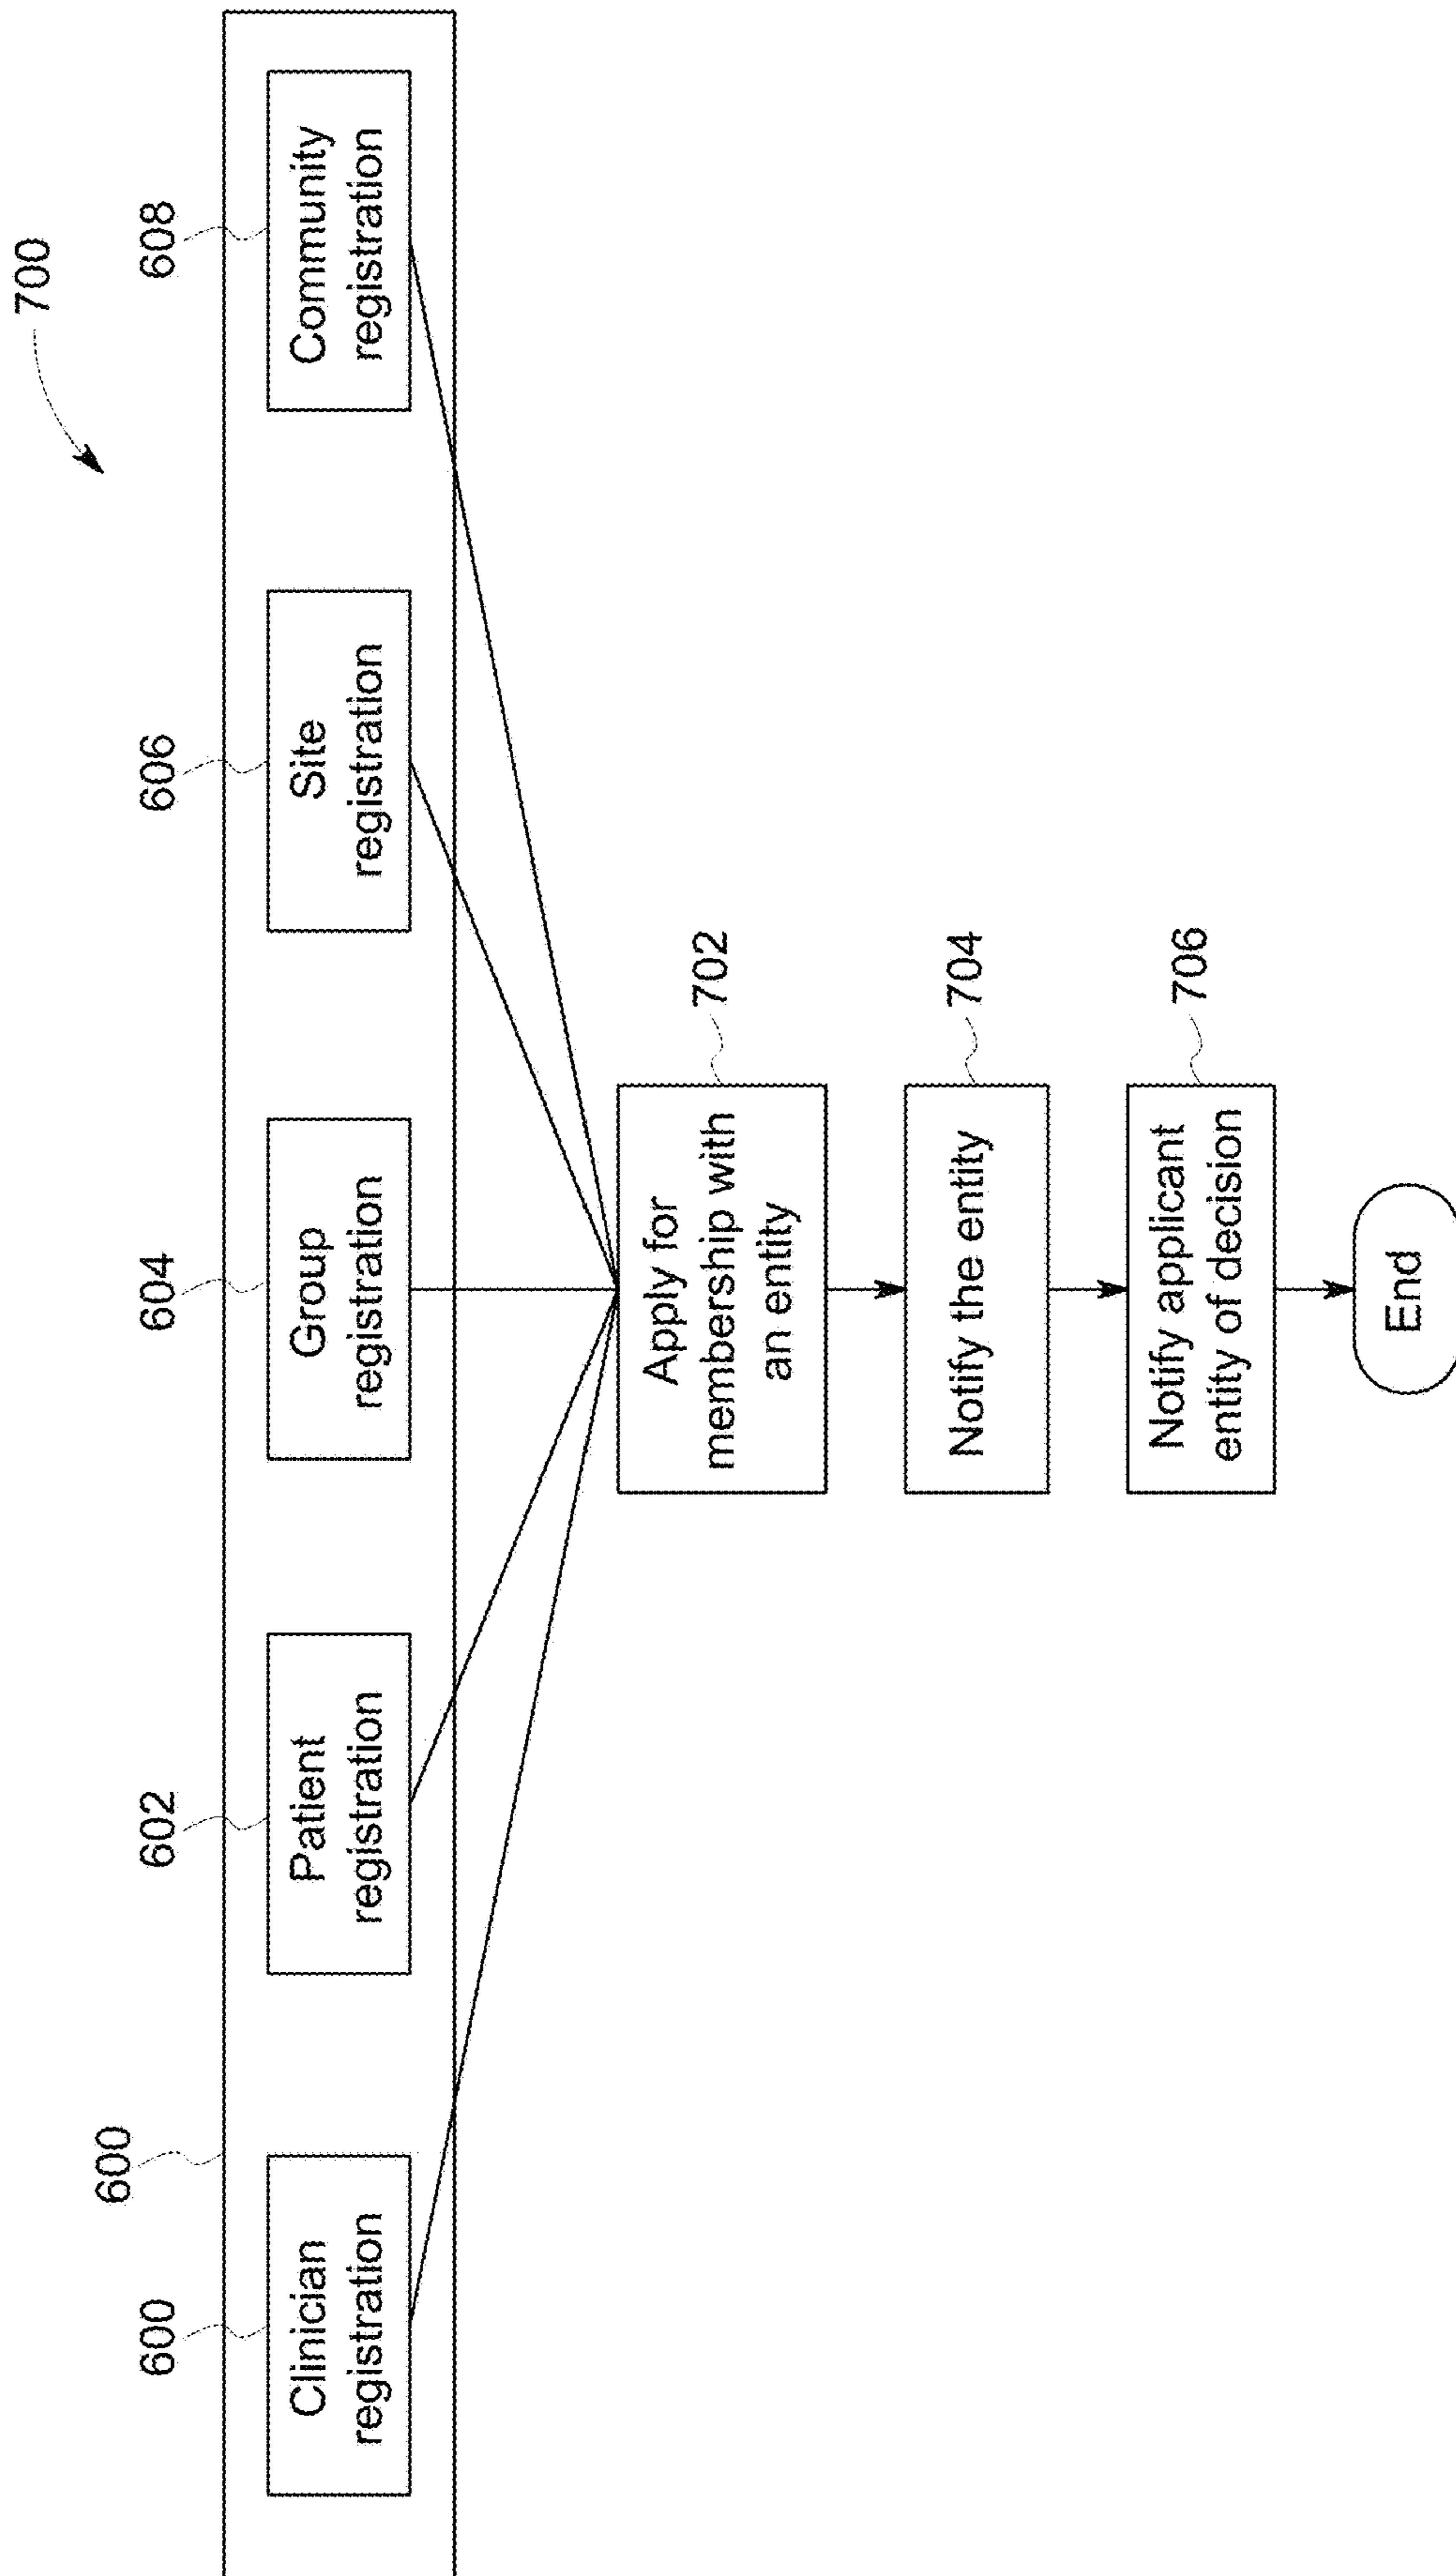 700
600
600
602
604
606
608
Clinician
registration
Patient
registration
Group
registration
Site
registration
Community
registration
Apply for
membership with
an entity
702
Notify the entity
704
Notify applicant
entity of decision
706
End